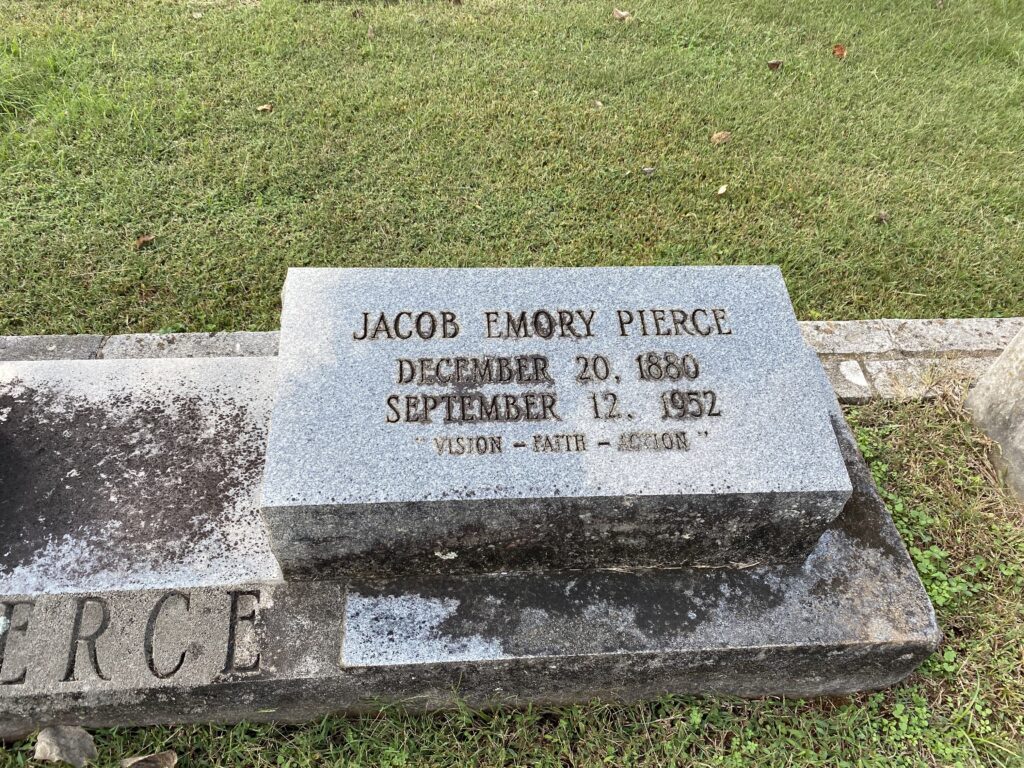 JACOB EMORY PIERCE
DECEMBER 20, 1880
SEPTEMBER 12, 1952
" VISION – FAITH – ACTION "
ERCE